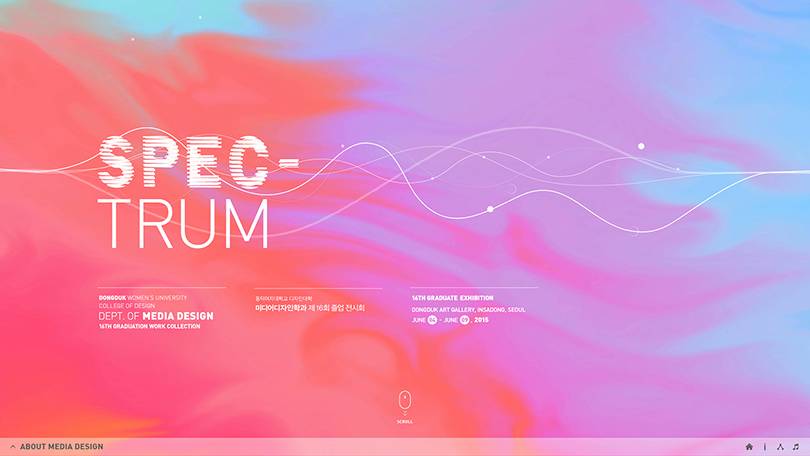 SPEC-
TRUM
DONGDUK WOMEN'S UNIVERSITY
COLLEGE OF DESIGN
DEPT. OF MEDIA DESIGN
16TH GRADUATION WORK COLLECTION
동덕여자대학교 디자인대학
미디어디자인학과 제 16회 졸업 전시회
16TH GRADUATE EXHIBITION
DONGDUK ART GALLERY, INSADONG, SEOUL
JUNE 04 - JUNE 09, 2015
SCROLL
ABOUT MEDIA DESIGN